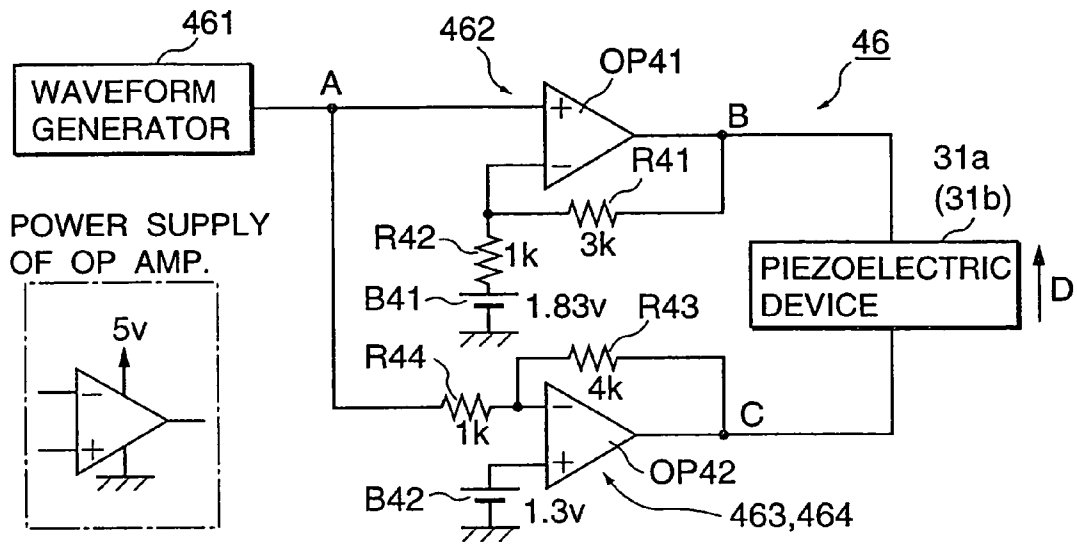 461
WAVEFORM
GENERATOR
A
462
+
−
OP41
B
46
R41
3k
R42
1k
B41
1.83v
31a
(31b)
PIEZOELECTRIC
DEVICE
D
R43
4k
R44
1k
−
+
C
OP42
B42
1.3v
463,464
POWER SUPPLY
OF OP AMP.
5v
−
+